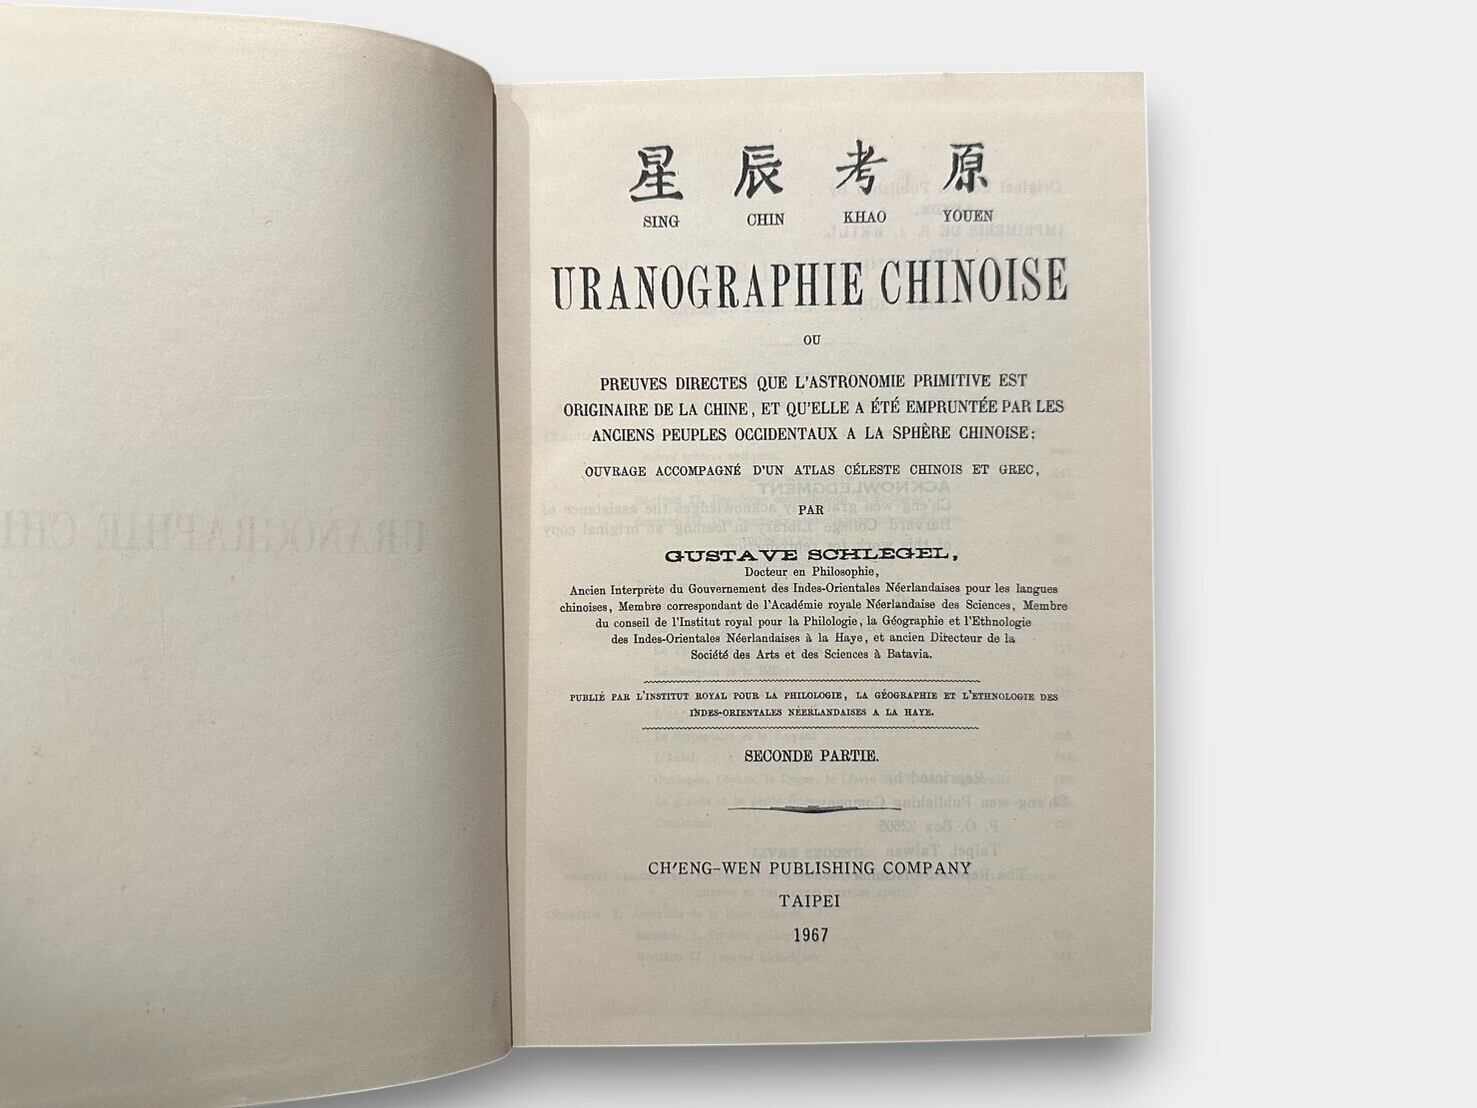 星 辰 考 原
SING CHIN KHAO YOUEN
URANOGRAPHIE CHINOISE
OU
PREUVES DIRECTES QUE L'ASTRONOMIE PRIMITIVE EST
ORIGINAIRE DE LA CHINE, ET QU'ELLE A ÉTÉ EMPRUNTÉE PAR LES
ANCIENS PEUPLES OCCIDENTAUX A LA SPHÈRE CHINOISE;
OUVRAGE ACCOMPAGNÉ D'UN ATLAS CÉLESTE CHINOIS ET GREC,
PAR
GUSTAVE SCHLEGEL,
Docteur en Philosophie,
Ancien Interprète du Gouvernement des Indes-Orientales Néerlandaises pour les langues
chinoises, Membre correspondant de l'Académie royale Néerlandaise des Sciences, Membre
du conseil de l'Institut royal pour la Philologie, la Géographie et l'Ethnologie
des Indes-Orientales Néerlandaises à la Haye, et ancien Directeur de la
Société des Arts et des Sciences à Batavia.
PUBLIÉ PAR L'INSTITUT ROYAL POUR LA PHILOLOGIE, LA GÉOGRAPHIE ET L'ETHNOLOGIE DES
INDES-ORIENTALES NÉERLANDAISES A LA HAYE.
SECONDE PARTIE.
CH'ENG-WEN PUBLISHING COMPANY
TAIPEI
1967